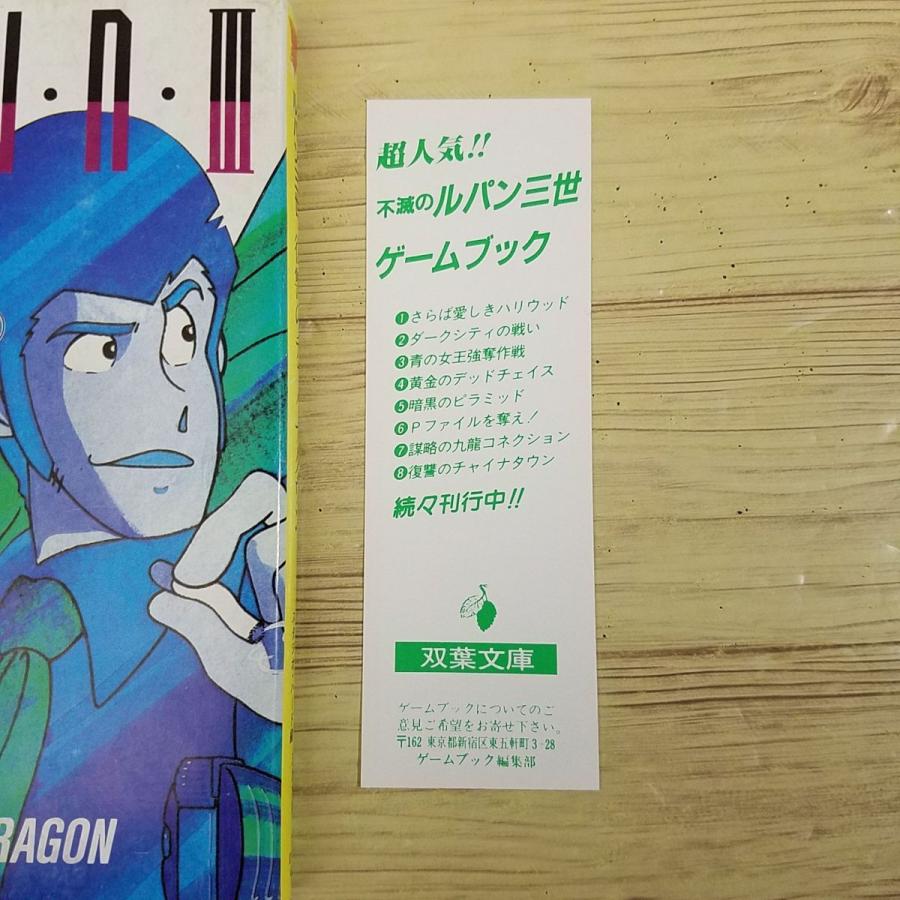 I・N・III
RAGON
超人気!!
不滅のルパン三世
ゲームブック
❶さらば愛しきハリウッド
❷ダークシティの戦い
❸青の女王強奪作戦
❹黄金のデッドチェイス
❺暗黒のピラミッド
❻Pファイルを奪え!
❼謀略の九龍コネクション
❽復讐のチャイナタウン
続々刊行中!!
双葉文庫
ゲームブックについてのご
意見ご希望をお寄せ下さい。
〒162 東京都新宿区東五軒町3-28
ゲームブック編集部